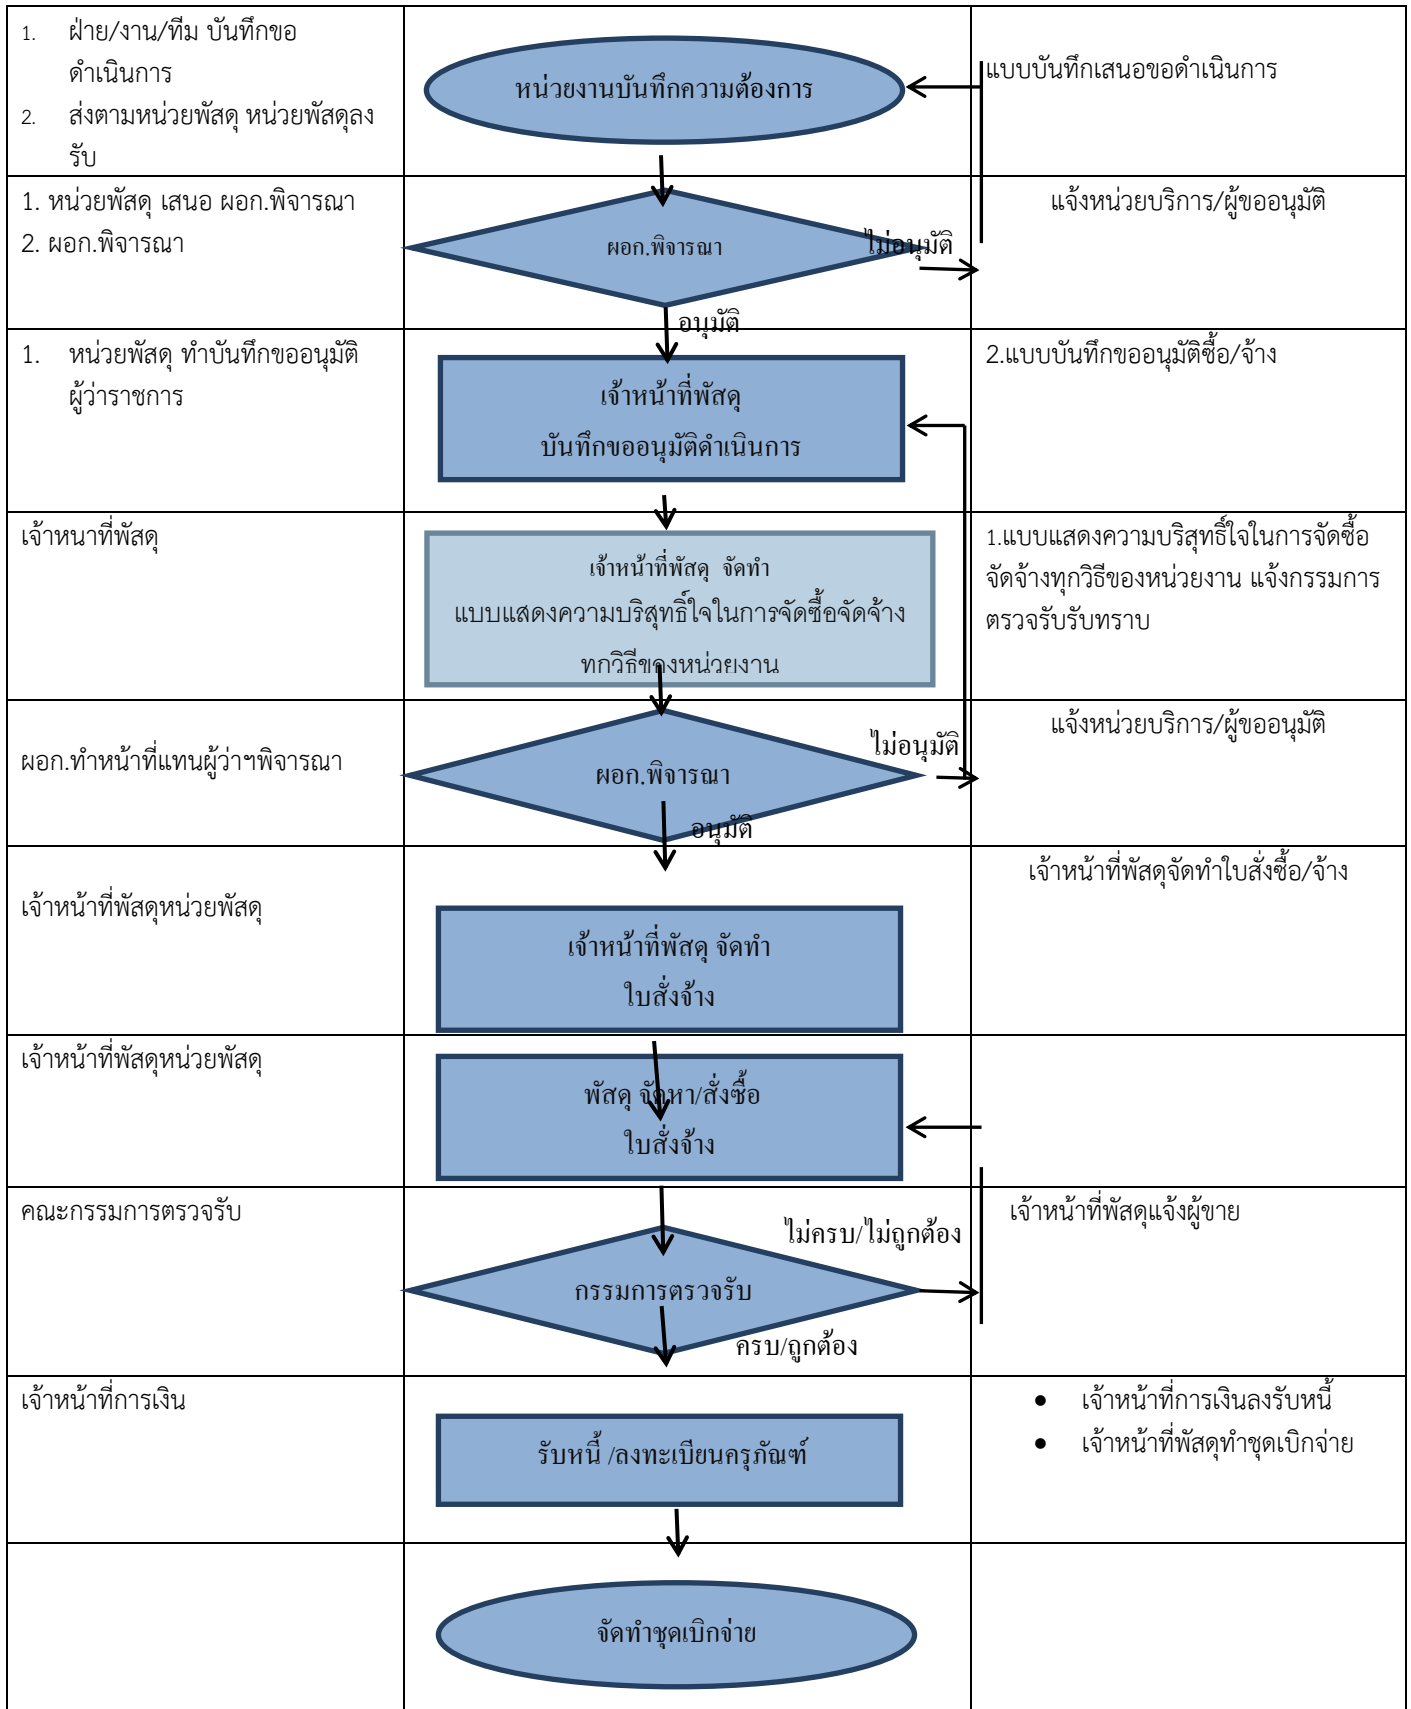 1. ฝ่าย/งาน/ทีม บันทึกขอ
ดำเนินการ
2. ส่งตามหน่วยพัสดุ หน่วยพัสดุลง
รับ
หน่วยงานบันทึกความต้องการ
แบบบันทึกเสนอขอดำเนินการ
1. หน่วยพัสดุ เสนอ ผอก.พิจารณา
2. ผอก.พิจารณา
ผอก.พิจารณา
ไม่อนุมัติ
อนุมัติ
แจ้งหน่วยบริการ/ผู้ขออนุมัติ
1. หน่วยพัสดุ ทำบันทึกขออนุมัติ
ผู้ว่าราชการ
เจ้าหน้าที่พัสดุ
บันทึกขออนุมัติดำเนินการ
2.แบบบันทึกขออนุมัติซื้อ/จ้าง
เจ้าหนาที่พัสดุ
เจ้าหน้าที่พัสดุ จัดทำ
แบบแสดงความบริสุทธิ์ใจในการจัดซื้อจัดจ้าง
ทกวิธีของหน่วยงาน
1.แบบแสดงความบริสุทธิ์ใจในการจัดซื้อ
จัดจ้างทุกวิธีของหน่วยงาน แจ้งกรรมการ
ตรวจรับรับทราบ
ผอก.ทำหน้าที่แทนผู้ว่าฯพิจารณา
ผอก.พิจารณา
ไม่อนุมัติ
อนุมัติ
แจ้งหน่วยบริการ/ผู้ขออนุมัติ
เจ้าหน้าที่พัสดุหน่วยพัสดุ
เจ้าหน้าที่พัสดุ จัดทำ
ใบสั่งจ้าง
เจ้าหน้าที่พัสดุจัดทำใบสั่งซื้อ/จ้าง
เจ้าหน้าที่พัสดุหน่วยพัสดุ
พัสดุ จัดหา/สั่งซื้อ
ใบสั่งจ้าง
คณะกรรมการตรวจรับ
ไม่ครบ/ไม่ถูกต้อง
กรรมการตรวจรับ
ครบ/ถูกต้อง
เจ้าหน้าที่พัสดุแจ้งผู้ขาย
เจ้าหน้าที่การเงิน
รับหนี้ /ลงทะเบียนครุภัณฑ์
• เจ้าหน้าที่การเงินลงรับหนี้
• เจ้าหน้าที่พัสดุทำชุดเบิกจ่าย
จัดทำชุดเบิกจ่าย